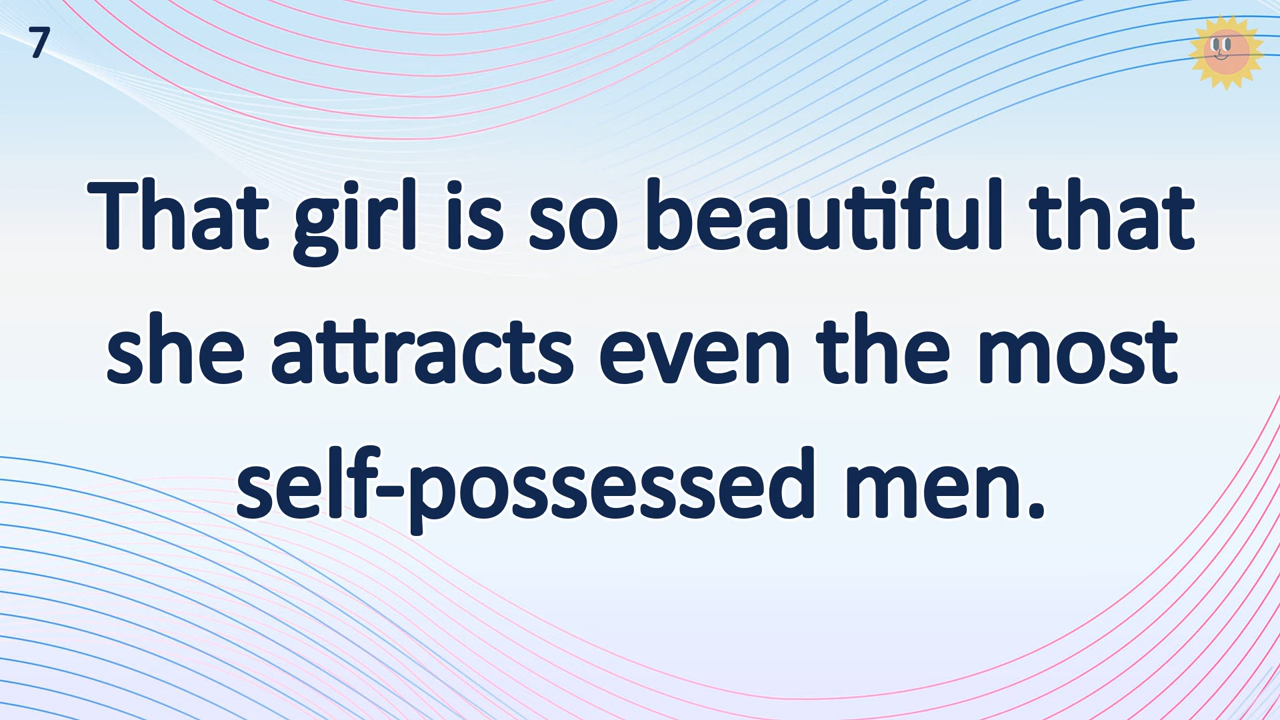 7
That girl is so beautiful that
she attracts even the most
self-possessed men.